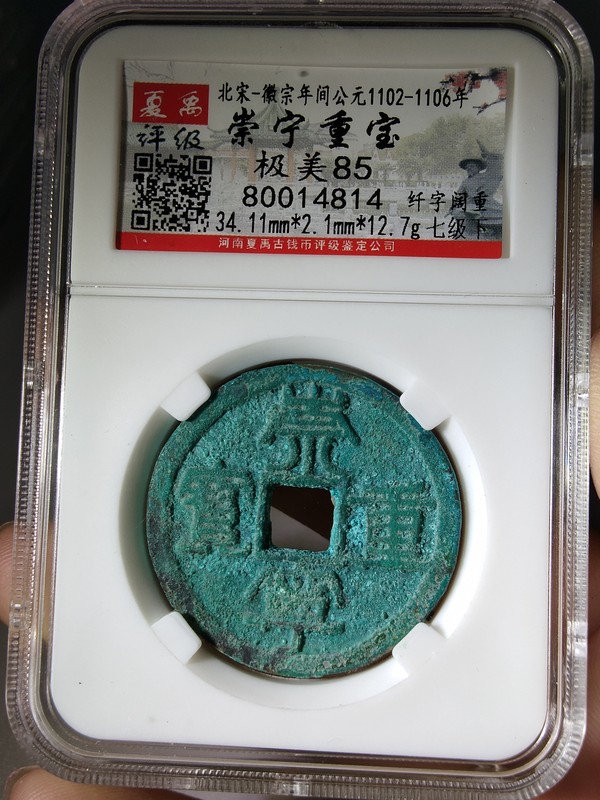 夏禹
评级
北宋-徽宗年间公元1102-1106年
崇宁重宝
极美85
80014814 纤字阔重
34.11mm*2.1mm*12.7g 七级下
河南夏禹古钱币评级鉴定公司
崇
寳 重
寧